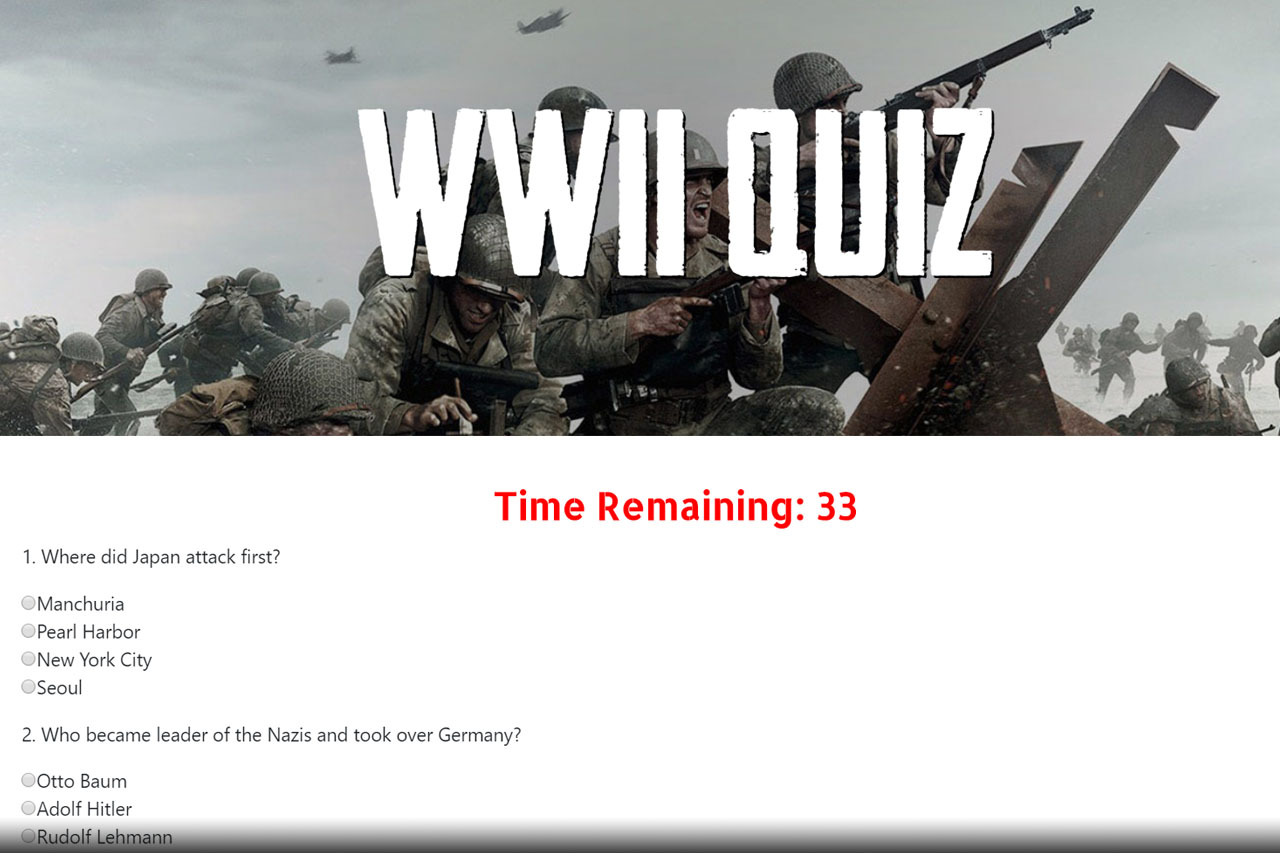 WWII QUIZ
Time Remaining: 33
1. Where did Japan attack first?
Manchuria
Pearl Harbor
New York City
Seoul
2. Who became leader of the Nazis and took over Germany?
Otto Baum
Adolf Hitler
Rudolf Lehmann